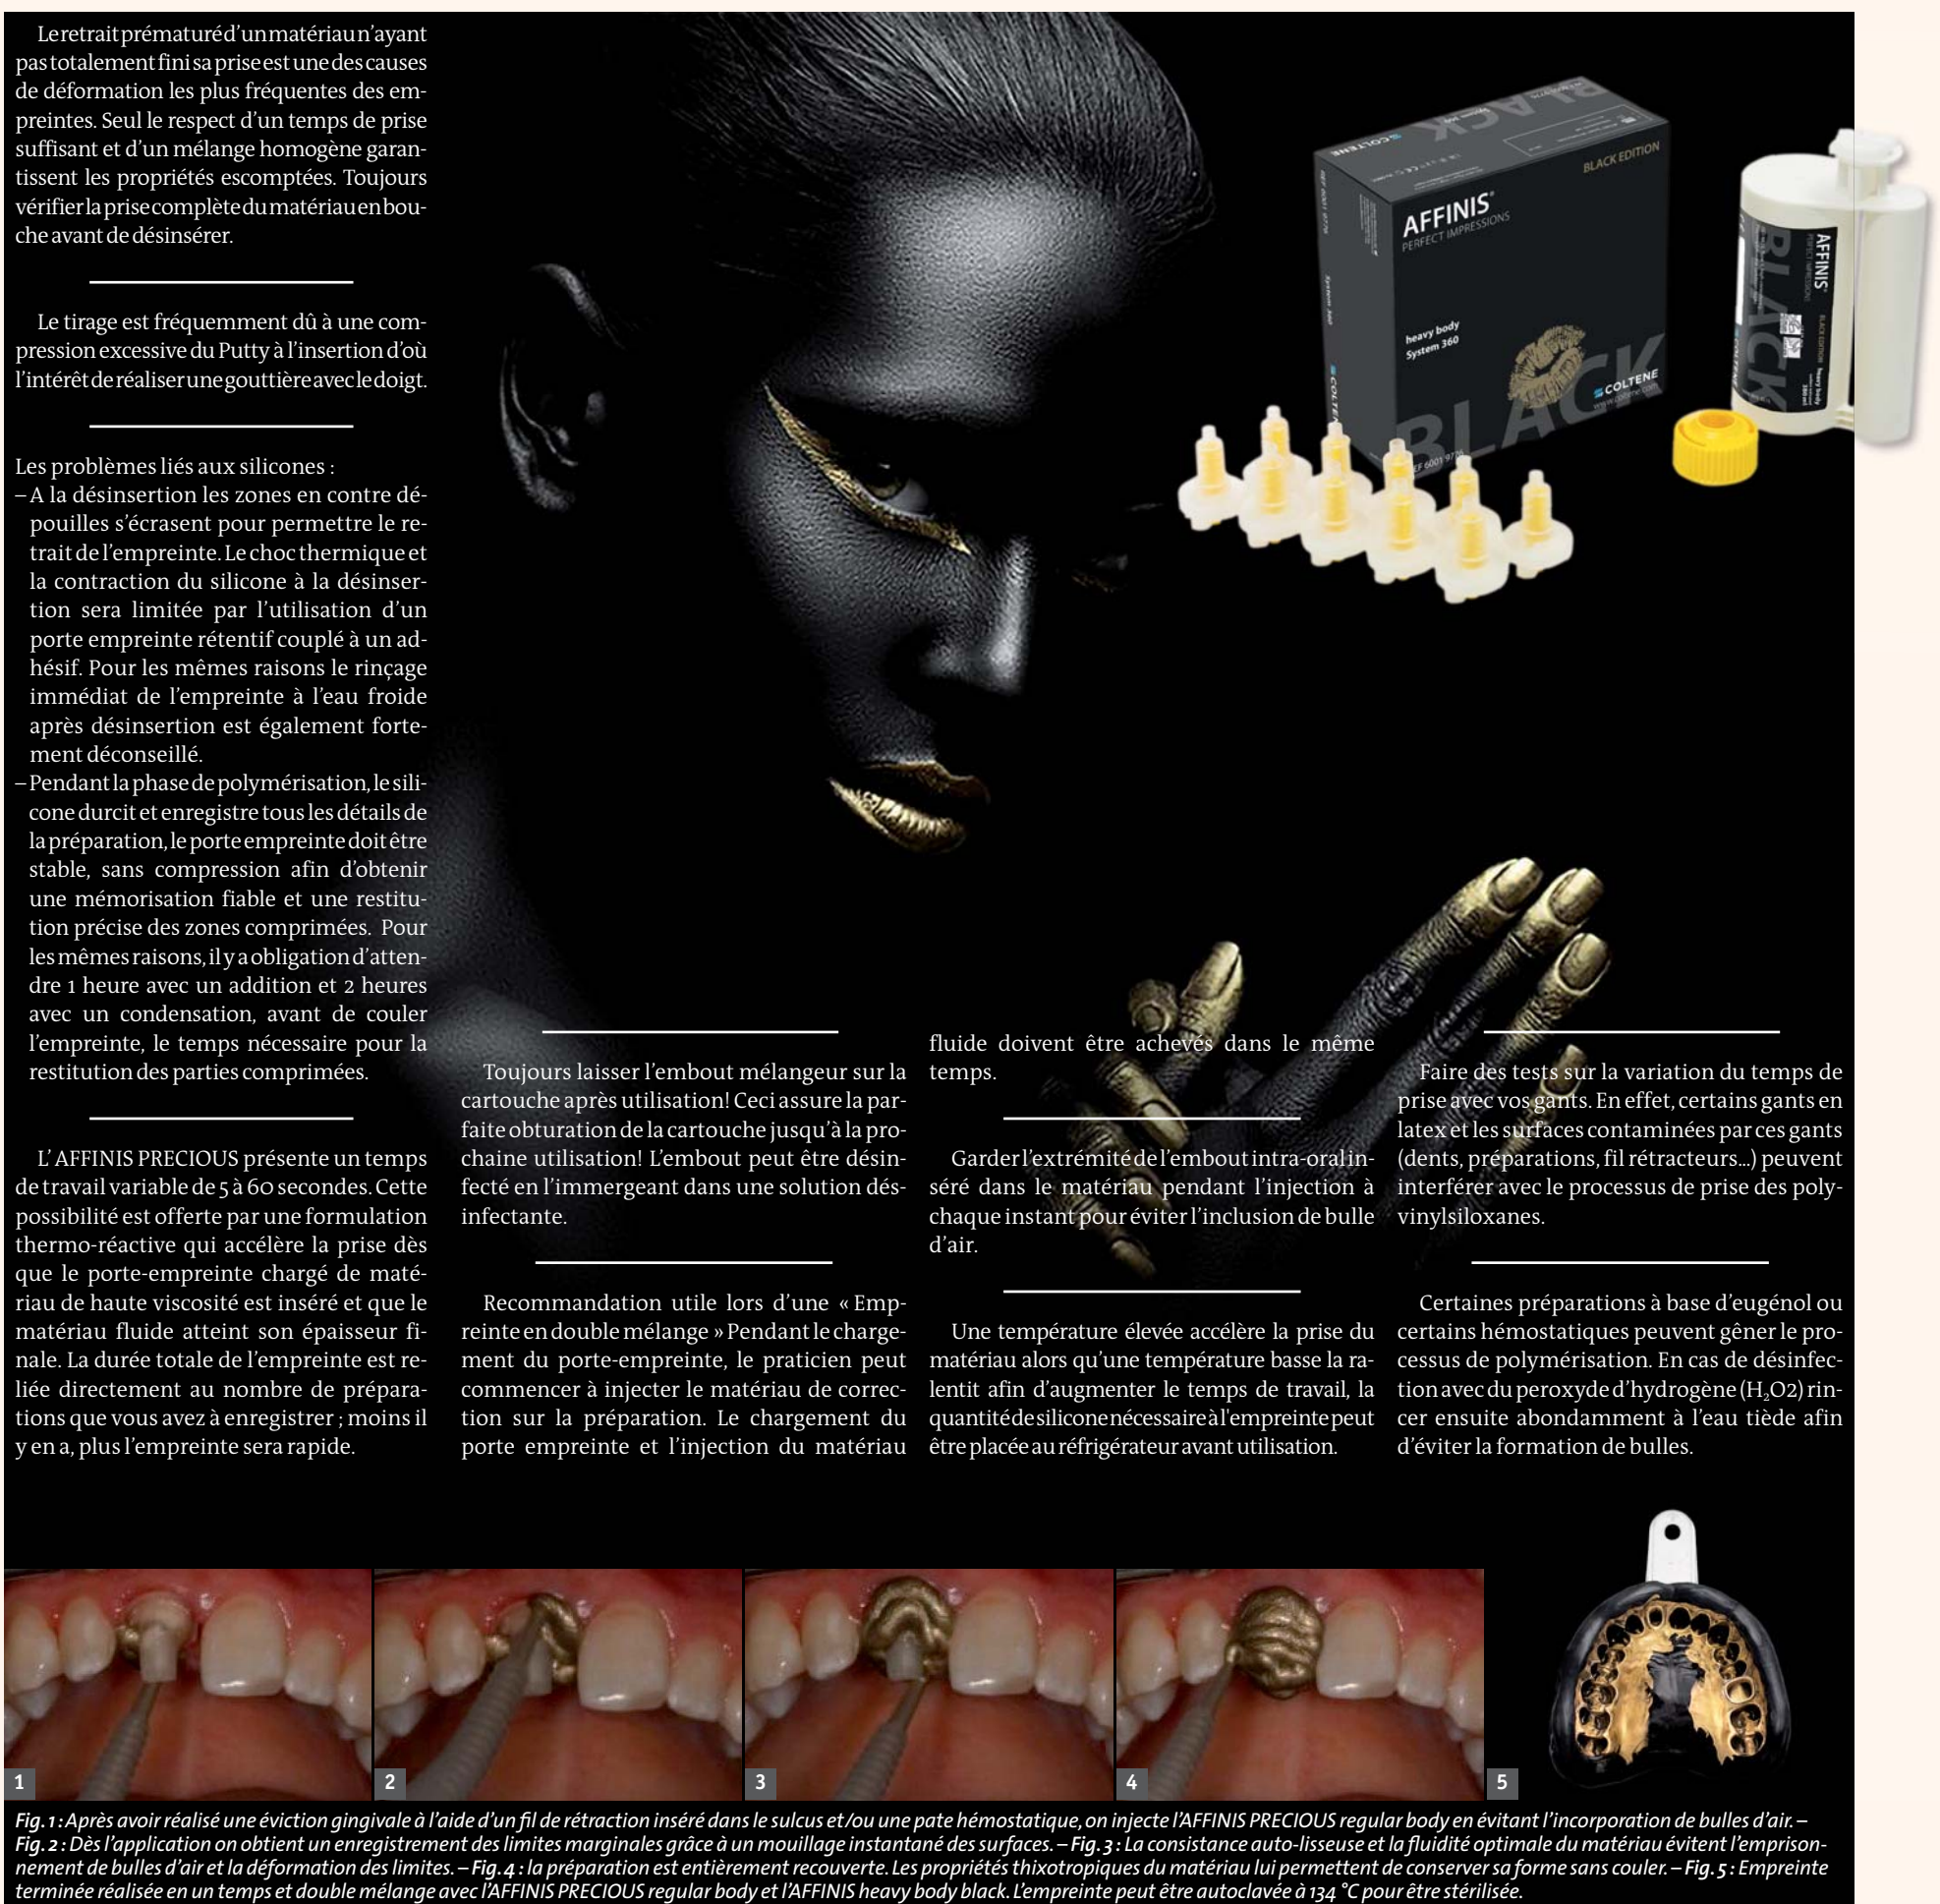 Le retrait prématuré d'un matériau n'ayant
pas totalement fini sa prise est une des causes
de déformation les plus fréquentes des em-
preintes. Seul le respect d'un temps de prise
suffisant et d'un mélange homogène garan-
tissent les propriétés escomptées. Toujours
vérifier la prise complète du matériau en bou-
che avant de désinsérer.
Le tirage est fréquemment dû à une com-
pression excessive du Putty à l'insertion d'où
l'intérêt de réaliser une gouttière avec le doigt.
Les problèmes liés aux silicones :
– A la désinsertion les zones en contre dé-
pouilles s'écrasent pour permettre le re-
trait de l'empreinte. Le choc thermique et
la contraction du silicone à la désinser-
tion sera limitée par l'utilisation d'un
porte empreinte rétentif couplé à un ad-
hésif. Pour les mêmes raisons le rinçage
immédiat de l'empreinte à l'eau froide
après désinsertion est également forte-
ment déconseillé.
– Pendant la phase de polymérisation, le sili-
cone durcit et enregistre tous les détails de
la préparation, le porte empreinte doit être
stable, sans compression afin d'obtenir
une mémorisation fiable et une restitu-
tion précise des zones comprimées. Pour
les mêmes raisons, il y a obligation d'atten-
dre 1 heure avec un addition et 2 heures
avec un condensation, avant de couler
l'empreinte, le temps nécessaire pour la
restitution des parties comprimées.
L' AFFINIS PRECIOUS présente un temps
de travail variable de 5 à 60 secondes. Cette
possibilité est offerte par une formulation
thermo-réactive qui accélère la prise dès
que le porte-empreinte chargé de maté-
riau de haute viscosité est inséré et que le
matériau fluide atteint son épaisseur fi-
nale. La durée totale de l'empreinte est re-
liée directement au nombre de prépara-
tions que vous avez à enregistrer ; moins il
y en a, plus l'empreinte sera rapide.
Toujours laisser l'embout mélangeur sur la
cartouche après utilisation! Ceci assure la par-
faite obturation de la cartouche jusqu'à la pro-
chaine utilisation! L'embout peut être désin-
fecté en l'immergeant dans une solution dés-
infectante.
Recommandation utile lors d'une « Emp-
reinte en double mélange » Pendant le charge-
ment du porte-empreinte, le praticien peut
commencer à injecter le matériau de correc-
tion sur la préparation. Le chargement du
porte empreinte et l'injection du matériau
fluide doivent être achevés dans le même
temps.
Garder l'extrémité de l'embout intra-oral in-
séré dans le matériau pendant l'injection à
chaque instant pour éviter l'inclusion de bulle
d'air.
Une température élevée accélère la prise du
matériau alors qu'une température basse la ra-
lentit afin d'augmenter le temps de travail, la
quantité de silicone nécessaire à l'empreinte peut
être placée au réfrigérateur avant utilisation.
Faire des tests sur la variation du temps de
prise avec vos gants. En effet, certains gants en
latex et les surfaces contaminées par ces gants
(dents, préparations, fil rétracteurs...) peuvent
interférer avec le processus de prise des poly-
vinylsiloxanes.
Certaines préparations à base d'eugénol ou
certains hémostatiques peuvent gêner le pro-
cessus de polymérisation. En cas de désinfec-
tion avec du peroxyde d'hydrogène (H₂O2) rin-
cer ensuite abondamment à l'eau tiède afin
d'éviter la formation de bulles.
BLACK
COLTENE
BLACK EDITION
AFFINIS®
PERFECT IMPRESSIONS
System 360
heavy body
System 360
COLTENE
www.coltene.com
BLACK
AFFINIS®
BLACK EDITION
heavy body
BLACK
COLTENE
1
2
3
4
5
Fig. 1 : Après avoir réalisé une éviction gingivale à l'aide d'un fil de rétraction inséré dans le sulcus et/ou une pate hémostatique, on injecte l'AFFINIS PRECIOUS regular body en évitant l'incorporation de bulles d'air. –
Fig. 2 : Dès l'application on obtient un enregistrement des limites marginales grâce à un mouillage instantané des surfaces. – Fig. 3 : La consistance auto-lisseuse et la fluidité optimale du matériau évitent l'emprison-
nement de bulles d'air et la déformation des limites. – Fig. 4 : la préparation est entièrement recouverte. Les propriétés thixotropiques du matériau lui permettent de conserver sa forme sans couler. – Fig. 5 : Empreinte
terminée réalisée en un temps et double mélange avec l'AFFINIS PRECIOUS regular body et l'AFFINIS heavy body black. L'empreinte peut être autoclavée à 134 °C pour être stérilisée.